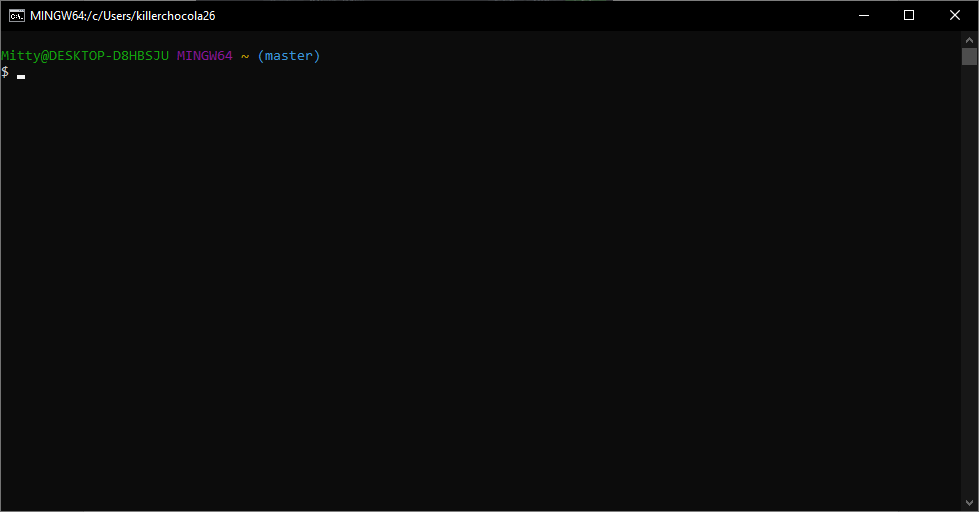 MINGW64:/c/Users/killerchocola26
Mitty@DESKTOP-D8HBSJU MINGW64 ~ (master)
$